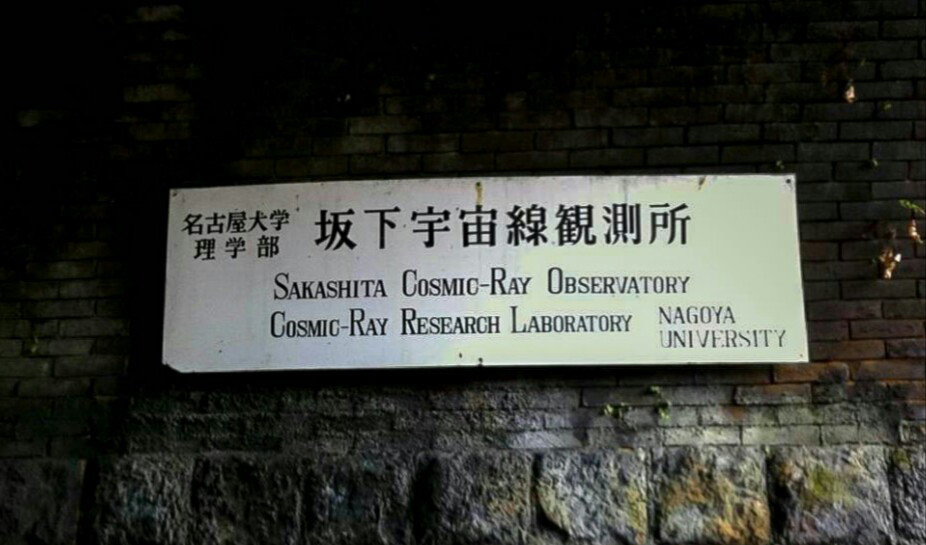 名古屋大学
理学部
坂下宇宙線観測所
SAKASHITA COSMIC-RAY OBSERVATORY
COSMIC-RAY RESEARCH LABORATORY
NAGOYA
UNIVERSITY